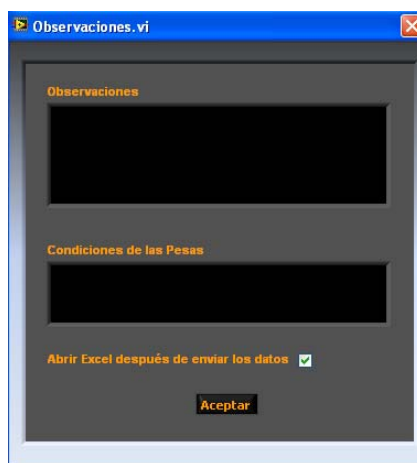 Observaciones.vi
Observaciones
Condiciones de las Pesas
Abrir Excel después de enviar los datos
Aceptar